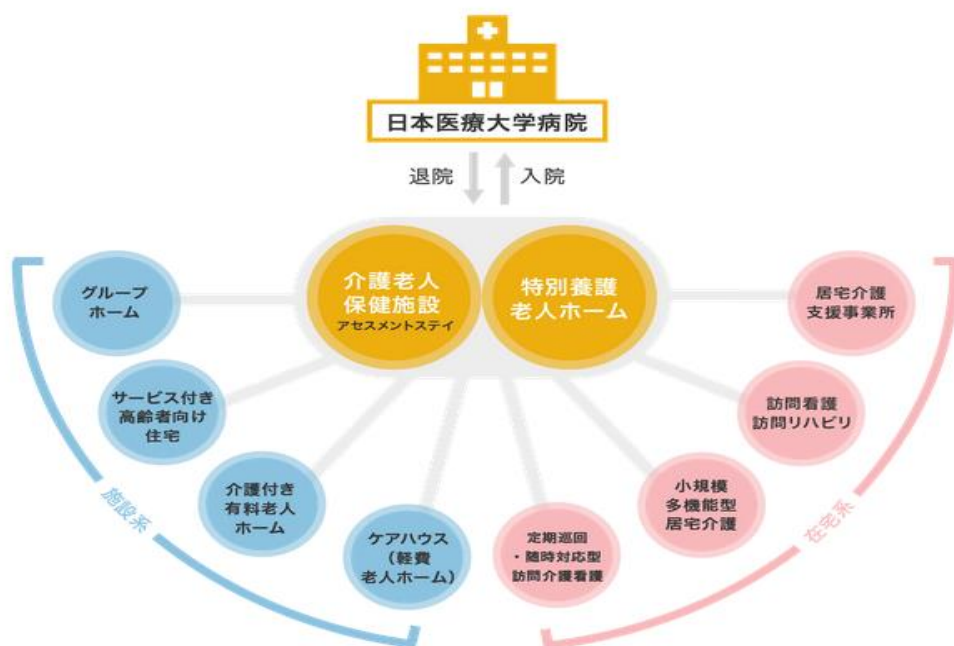 日本医療大学病院
退院
入院
介護老人
保健施設
アセスメントステイ
特別養護
老人ホーム
グループ
ホーム
サービス付き
高齢者向け
住宅
介護付き
有料老人
ホーム
ケアハウス
（軽費
老人ホーム）
定期巡回
・随時対応型
訪問介護看護
小規模
多機能型
居宅介護
訪問看護
訪問リハビリ
居宅介護
支援事業所
施設系
在宅系